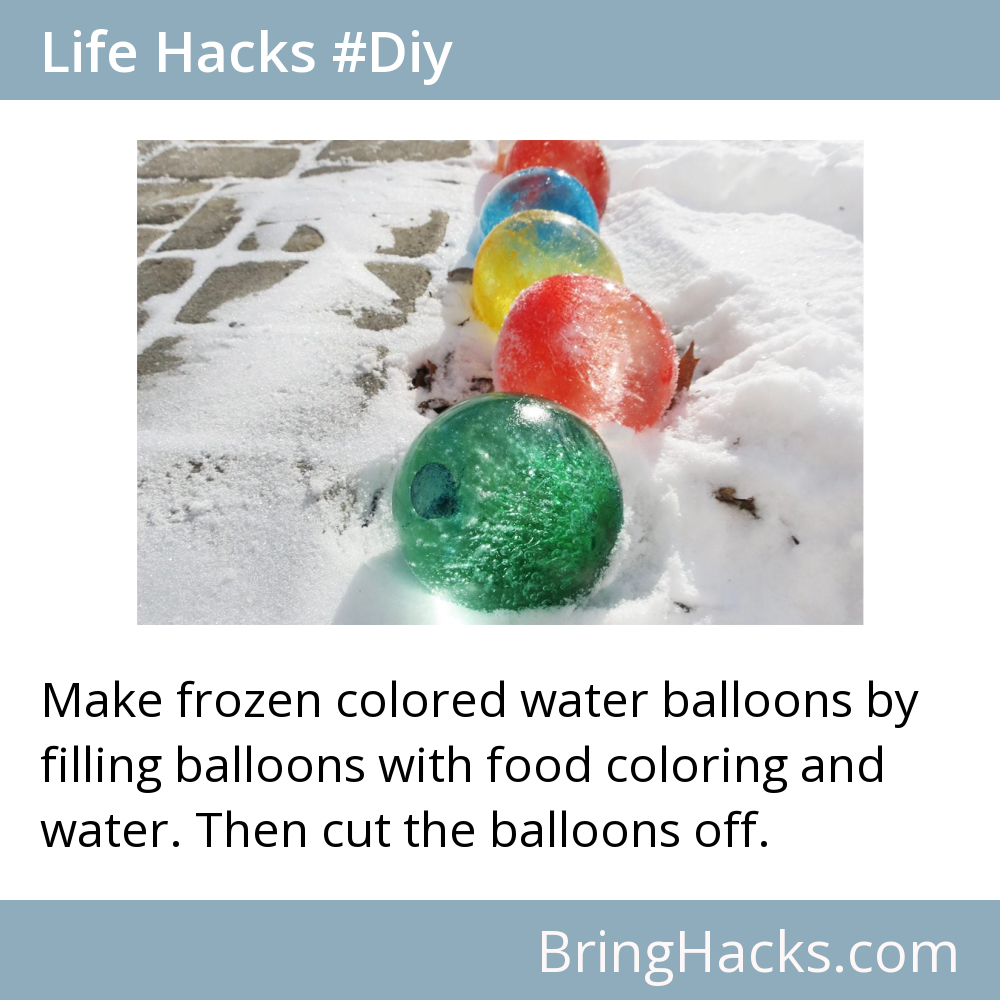 Life Hacks #Diy
Make frozen colored water balloons by
filling balloons with food coloring and
water. Then cut the balloons off.
BringHacks.com